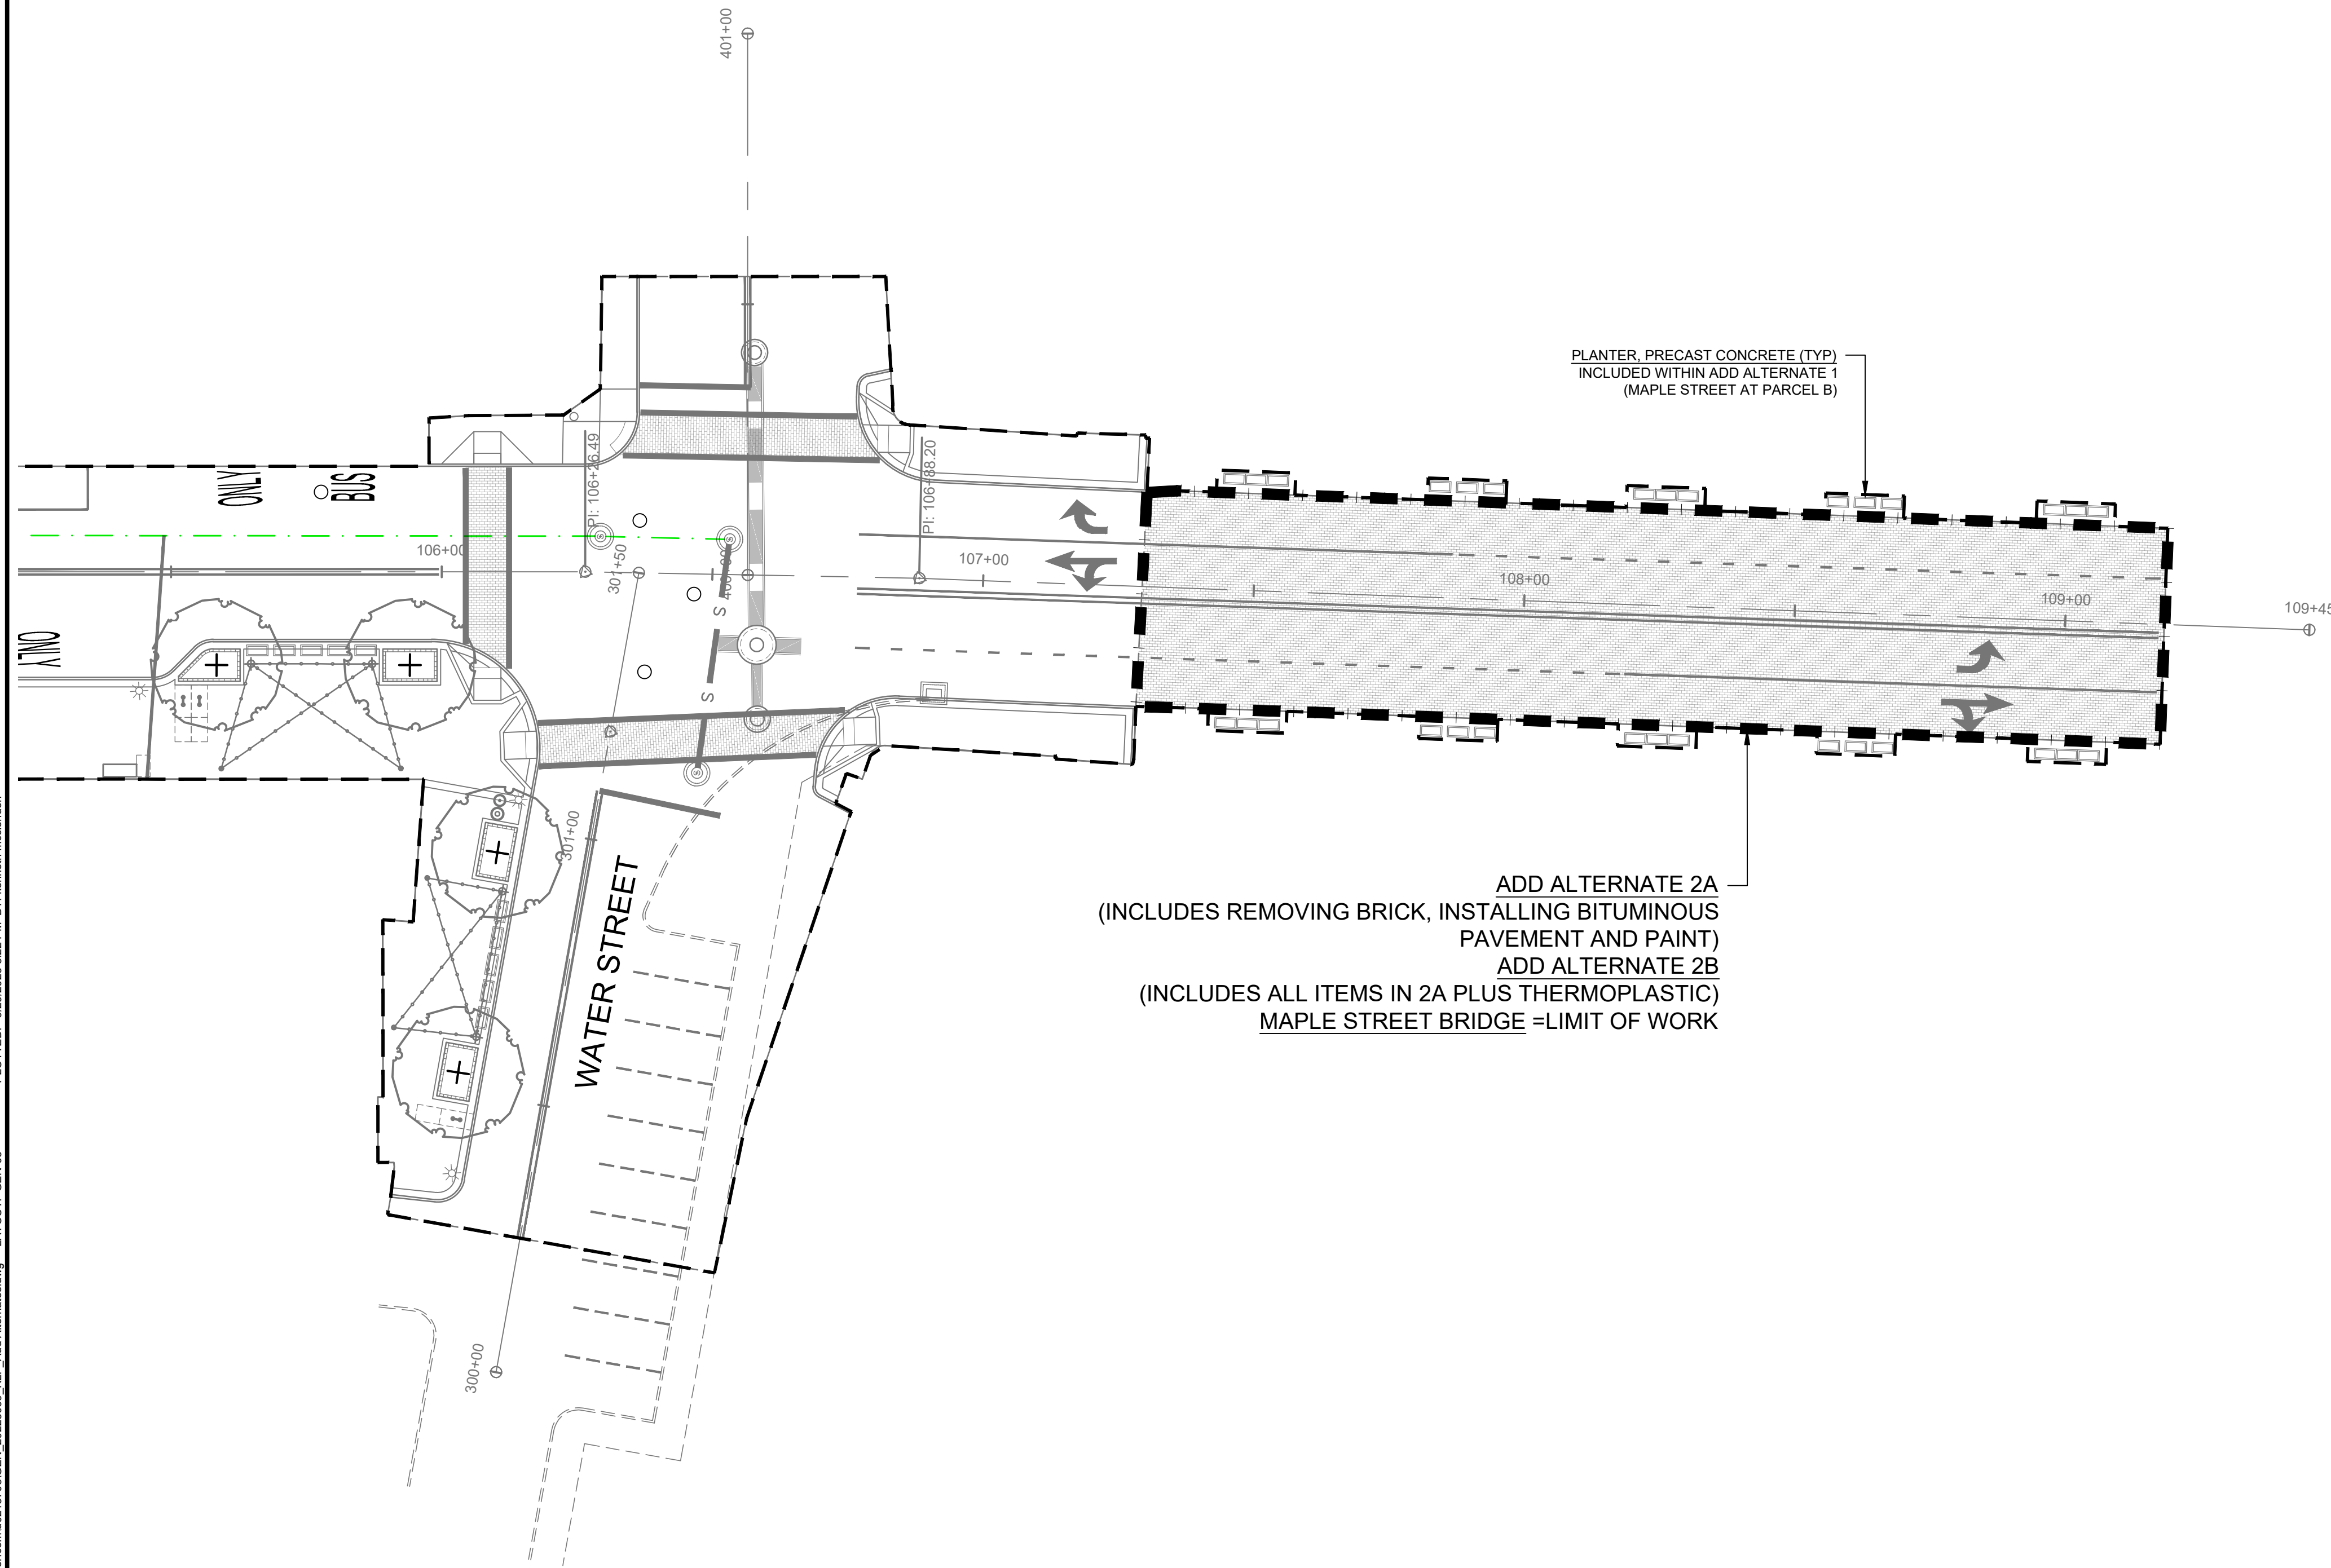 401+00
PLANTER, PRECAST CONCRETE (TYP)
INCLUDED WITHIN ADD ALTERNATE 1
(MAPLE STREET AT PARCEL B)
ONLY
BUS
PI: 106+26.49
PI: 106+88.20
106+00
301+50
107+00
108+00
109+00
109+45
ONLY
S
S
S
S
S
301+00
WATER STREET
300+00
ADD ALTERNATE 2A
(INCLUDES REMOVING BRICK, INSTALLING BITUMINOUS
PAVEMENT AND PAINT)
ADD ALTERNATE 2B
(INCLUDES ALL ITEMS IN 2A PLUS THERMOPLASTIC)
MAPLE STREET BRIDGE =LIMIT OF WORK